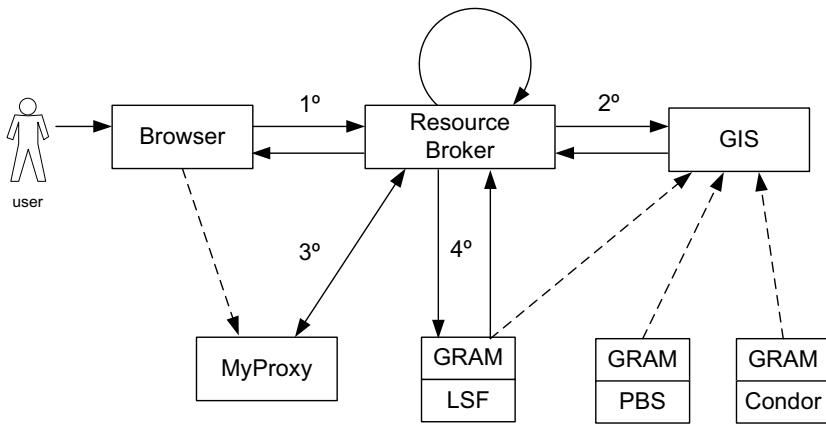 1º
2º
Browser
Resource
Broker
GIS
user
3º
4º
MyProxy
GRAM
LSF
GRAM
PBS
GRAM
Condor